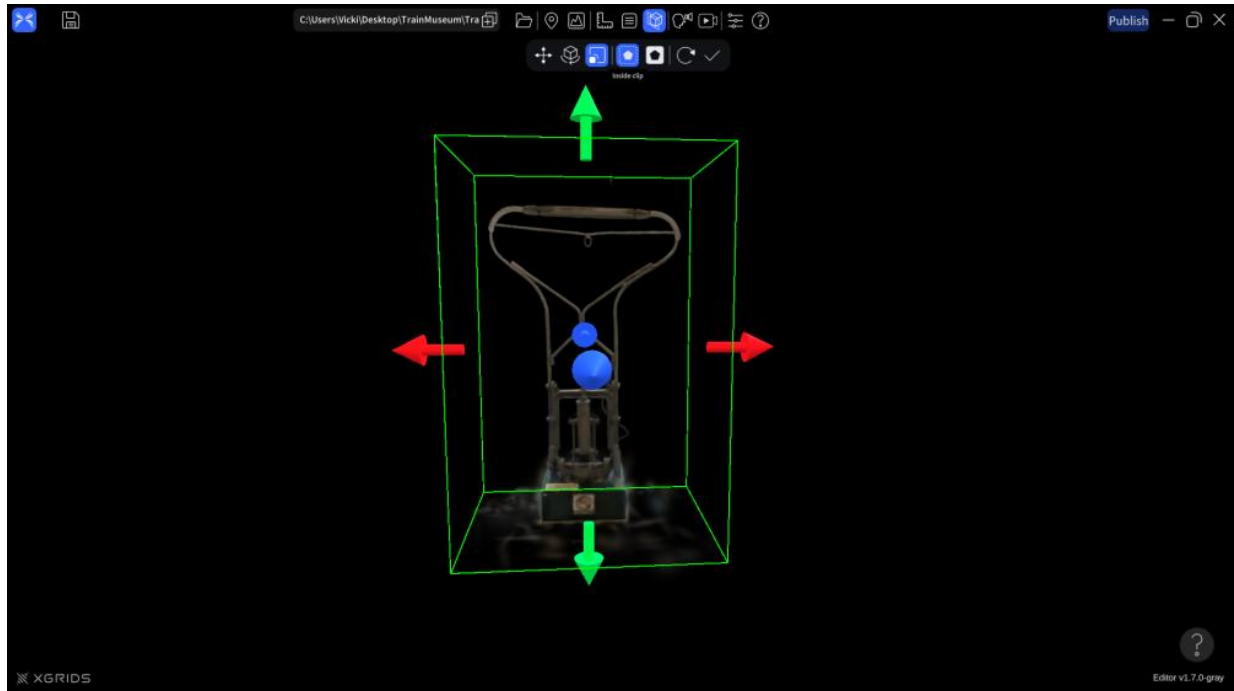 C:\Users\Vicki\Desktop\TrainMuseum\Tra
Publish
Inside clip
XGRIDS
Editor v1.7.0-gray